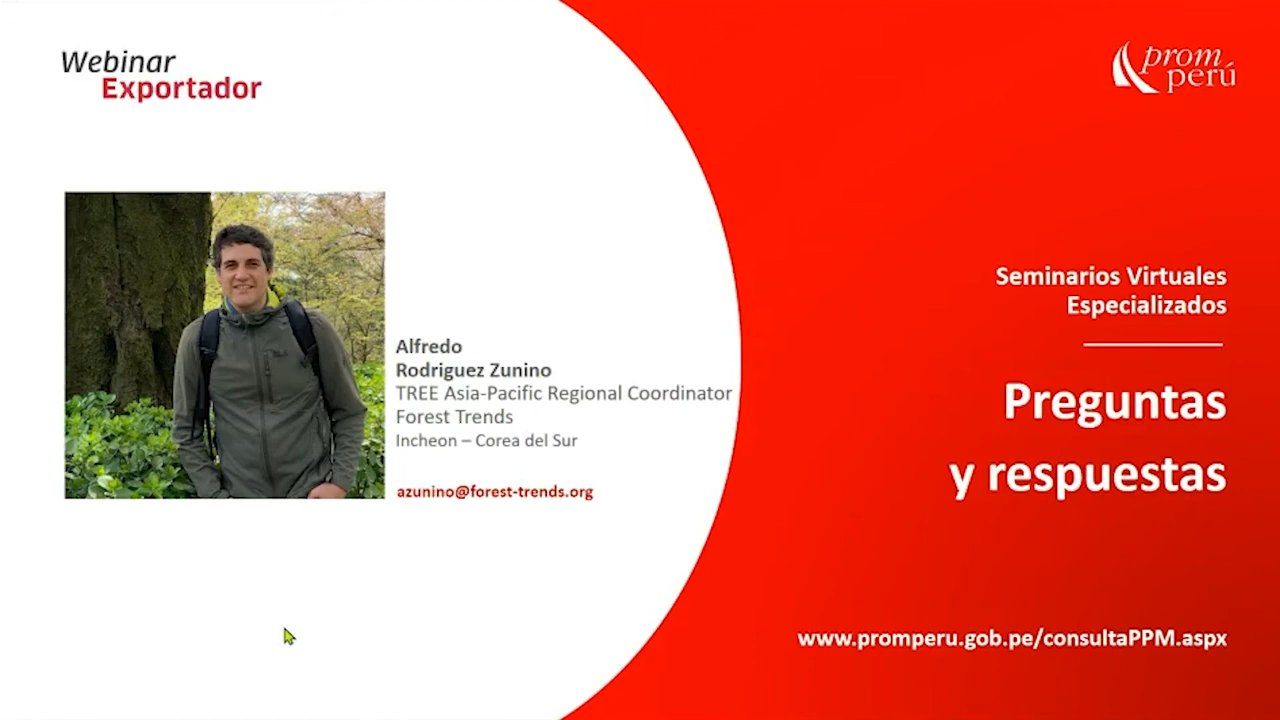 Webinar
Exportador
prom
perú
Alfredo
Rodriguez Zunino
TREE Asia-Pacific Regional Coordinator
Forest Trends
Incheon – Corea del Sur
azunino@forest-trends.org
Seminarios Virtuales
Especializados
Preguntas
y respuestas
www.promperu.gob.pe/consultaPPM.aspx